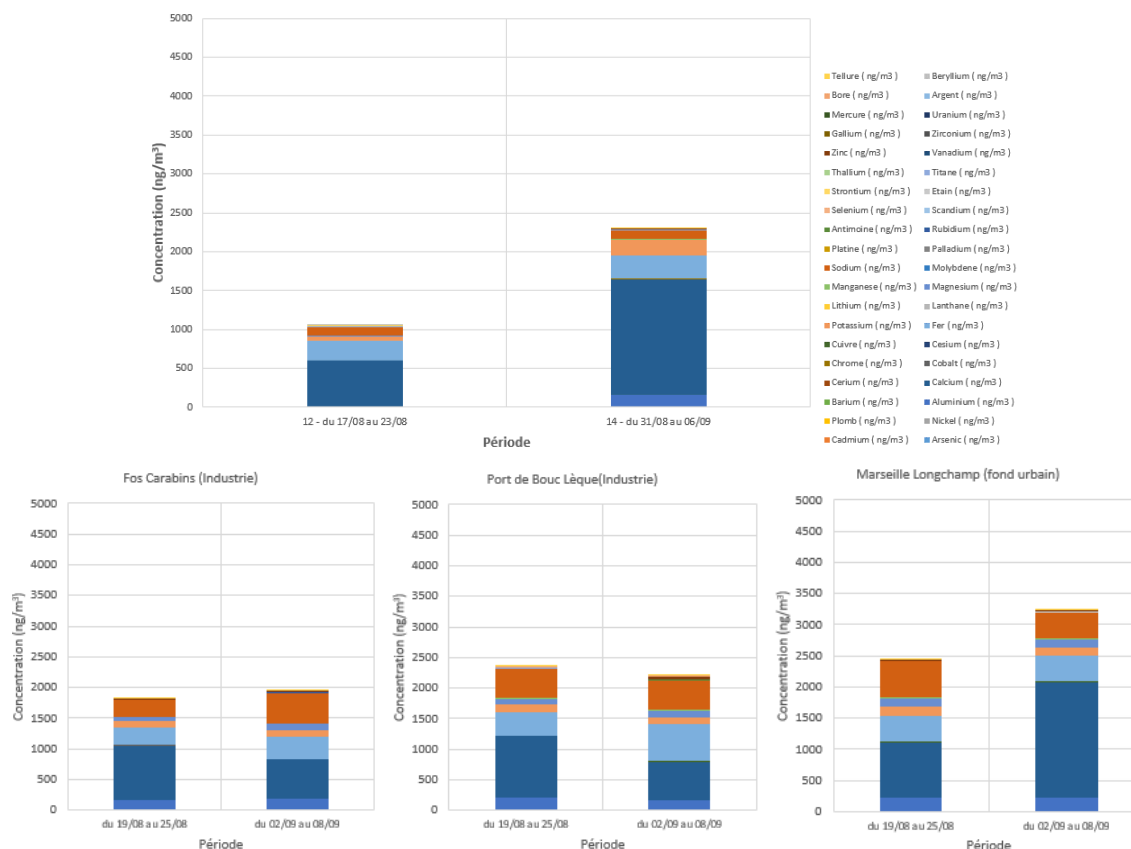 5000
4500
4000
3500
3000
2500
2000
1500
1000
500
0
Concentration (ng/m³)
12 - du 17/08 au 23/08 14 - du 31/08 au 06/09
Période
Tellure ( ng/m3 ) Beryllium ( ng/m3 )
Bore ( ng/m3 ) Argent ( ng/m3 )
Mercure ( ng/m3 ) Uranium ( ng/m3 )
Gallium ( ng/m3 ) Zirconium ( ng/m3 )
Zinc ( ng/m3 ) Vanadium ( ng/m3 )
Thallium ( ng/m3 ) Titane ( ng/m3 )
Strontium ( ng/m3 ) Etain ( ng/m3 )
Selenium ( ng/m3 ) Scandium ( ng/m3 )
Antimoine ( ng/m3 ) Rubidium ( ng/m3 )
Platine ( ng/m3 ) Palladium ( ng/m3 )
Sodium ( ng/m3 ) Molybdene ( ng/m3 )
Manganese ( ng/m3 ) Magnesium ( ng/m3 )
Lithium ( ng/m3 ) Lanthane ( ng/m3 )
Potassium ( ng/m3 ) Fer ( ng/m3 )
Cuivre ( ng/m3 ) Cesium ( ng/m3 )
Chrome ( ng/m3 ) Cobalt ( ng/m3 )
Cerium ( ng/m3 ) Calcium ( ng/m3 )
Barium ( ng/m3 ) Aluminium ( ng/m3 )
Plomb ( ng/m3 ) Nickel ( ng/m3 )
Cadmium ( ng/m3 ) Arsenic ( ng/m3 )
Fos Carabins (Industrie)
5000
4500
4000
3500
3000
2500
2000
1500
1000
500
0
Concentration (ng/m³)
du 19/08 au 25/08 du 02/09 au 08/09
Période
Port de Bouc Lèque(Industrie)
5000
4500
4000
3500
3000
2500
2000
1500
1000
500
0
Concentration (ng/m³)
du 19/08 au 25/08 du 02/09 au 08/09
Période
Marseille Longchamp (fond urbain)
5000
4500
4000
3500
3000
2500
2000
1500
1000
500
0
Concentration (ng/m³)
du 19/08 au 25/08 du 02/09 au 08/09
Période